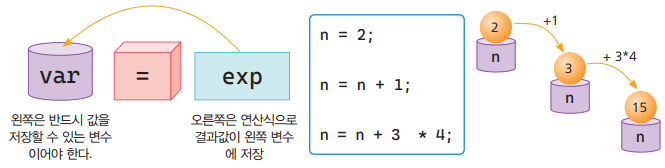 var = exp
왼쪽은 반드시 값을
저장할 수 있는 변수
이어야 한다.
오른쪽은 연산식으로
결과값이 왼쪽 변수
에 저장
n = 2;
n = n + 1;
n = n + 3 * 4;
2
n
+1
3
n
+ 3*4
15
n